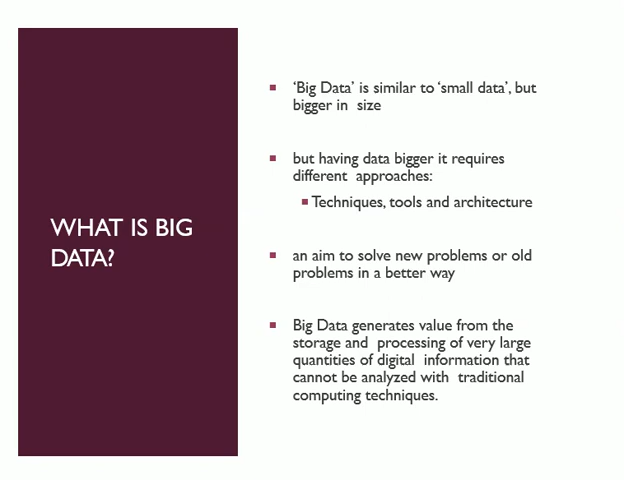 WHAT IS BIG
DATA?
‘Big Data’ is similar to ‘small data’, but
bigger in size
but having data bigger it requires
different approaches:
Techniques, tools and architecture
an aim to solve new problems or old
problems in a better way
Big Data generates value from the
storage and processing of very large
quantities of digital information that
cannot be analyzed with traditional
computing techniques.